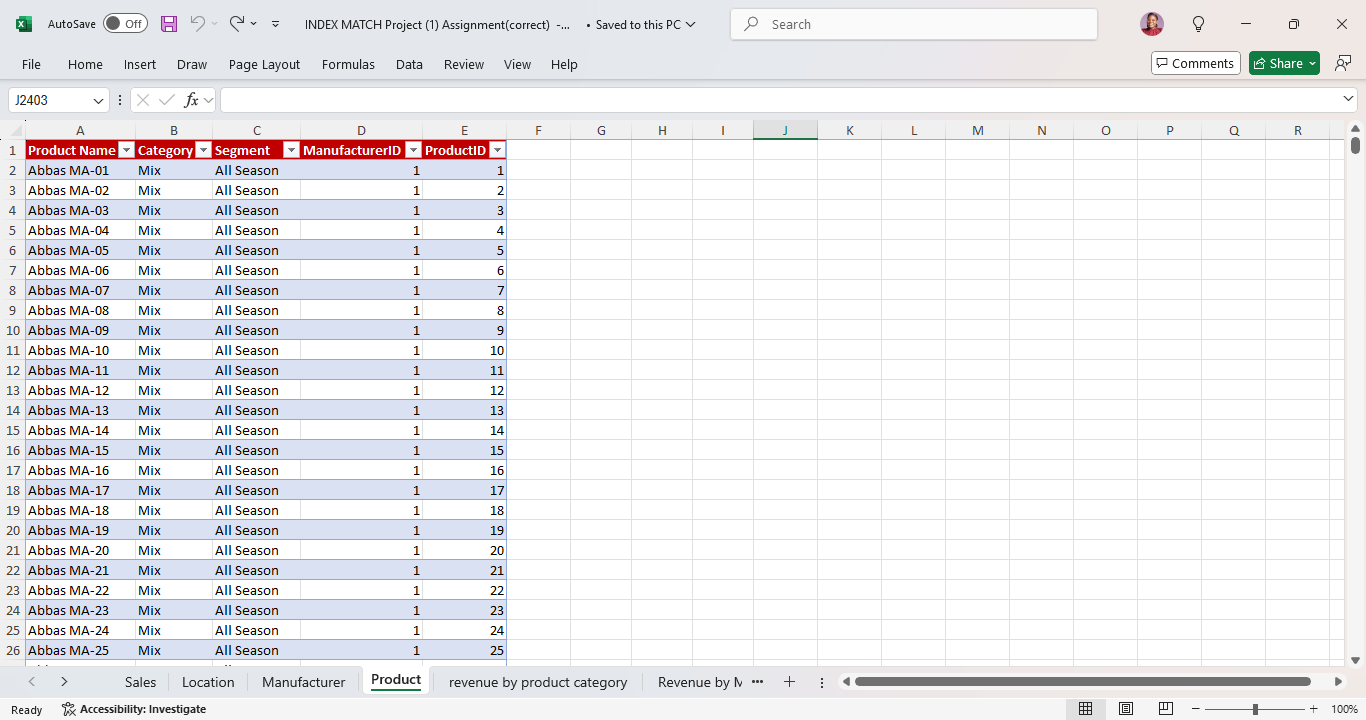 AutoSave Off INDEX MATCH Project (1) Assignment(correct) -... • Saved to this PC Search
File Home Insert Draw Page Layout Formulas Data Review View Help Comments Share
J2403 fx
A B C D E F G H I J K L M N O P Q R
1 Product Name Category Segment ManufacturerID ProductID
2 Abbas MA-01 Mix All Season 1 1
3 Abbas MA-02 Mix All Season 1 2
4 Abbas MA-03 Mix All Season 1 3
5 Abbas MA-04 Mix All Season 1 4
6 Abbas MA-05 Mix All Season 1 5
7 Abbas MA-06 Mix All Season 1 6
8 Abbas MA-07 Mix All Season 1 7
9 Abbas MA-08 Mix All Season 1 8
10 Abbas MA-09 Mix All Season 1 9
11 Abbas MA-10 Mix All Season 1 10
12 Abbas MA-11 Mix All Season 1 11
13 Abbas MA-12 Mix All Season 1 12
14 Abbas MA-13 Mix All Season 1 13
15 Abbas MA-14 Mix All Season 1 14
16 Abbas MA-15 Mix All Season 1 15
17 Abbas MA-16 Mix All Season 1 16
18 Abbas MA-17 Mix All Season 1 17
19 Abbas MA-18 Mix All Season 1 18
20 Abbas MA-19 Mix All Season 1 19
21 Abbas MA-20 Mix All Season 1 20
22 Abbas MA-21 Mix All Season 1 21
23 Abbas MA-22 Mix All Season 1 22
24 Abbas MA-23 Mix All Season 1 23
25 Abbas MA-24 Mix All Season 1 24
26 Abbas MA-25 Mix All Season 1 25
Sales Location Manufacturer Product revenue by product category Revenue by M ...
Ready Accessibility: Investigate 100%